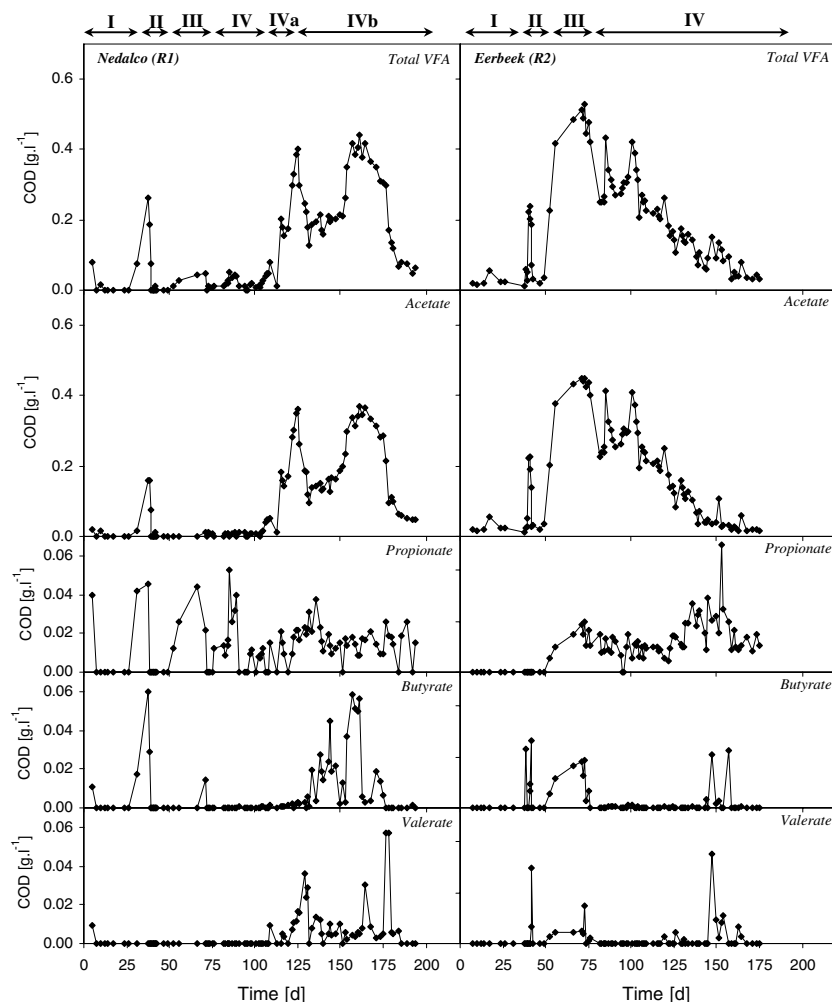 I II III IV IVa IVb I II III IV
Nedalco (R1) Total VFA Eerbeek (R2) Total VFA
0.6
0.4
0.2
0.0
COD [g.l-1]
Acetate Acetate
0.6
0.4
0.2
0.0
COD [g.l-1]
Propionate Propionate
0.06
0.04
0.02
0.00
COD [g.l-1]
Butyrate Butyrate
0.06
0.04
0.02
0.00
COD [g.l-1]
Valerate Valerate
0.06
0.04
0.02
0.00
COD [g.l-1]
0 25 50 75 100 125 150 175 200 0 25 50 75 100 125 150 175 200
Time [d] Time [d]